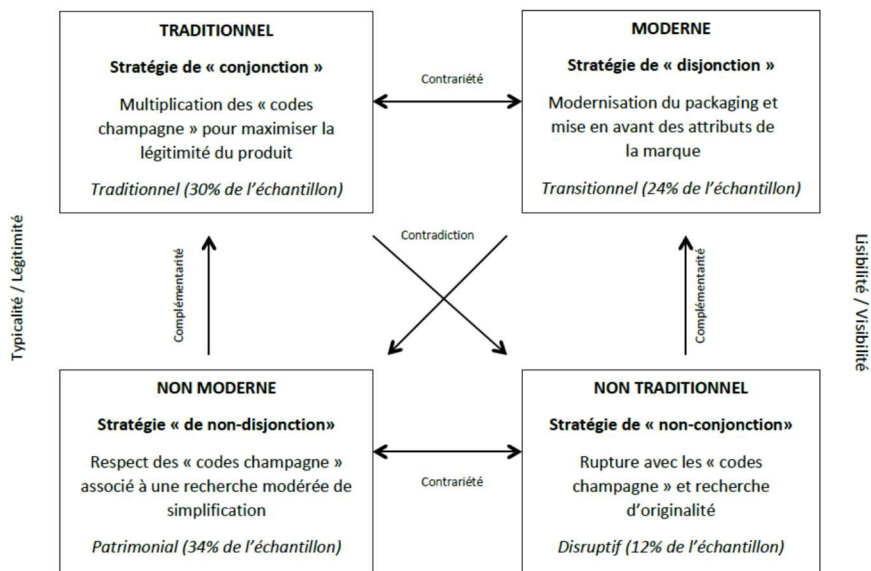 TRADITIONNEL
Stratégie de « conjonction »
Multiplication des « codes
champagne » pour maximiser la
légitimité du produit
Traditionnel (30% de l’échantillon)
Contrariété
MODERNE
Stratégie de « disjonction »
Modernisation du packaging et
mise en avant des attributs de
la marque
Transitionnel (24% de l’échantillon)
Typicalité / Légitimité
Complémentarité
Contradiction
Complémentarité
Lisibilité / Visibilité
NON MODERNE
Stratégie « de non-disjonction»
Respect des « codes champagne »
associé à une recherche modérée de
simplification
Patrimonial (34% de l’échantillon)
Contrariété
NON TRADITIONNEL
Stratégie de « non-conjonction»
Rupture avec les « codes
champagne » et recherche
d’originalité
Disruptif (12% de l’échantillon)